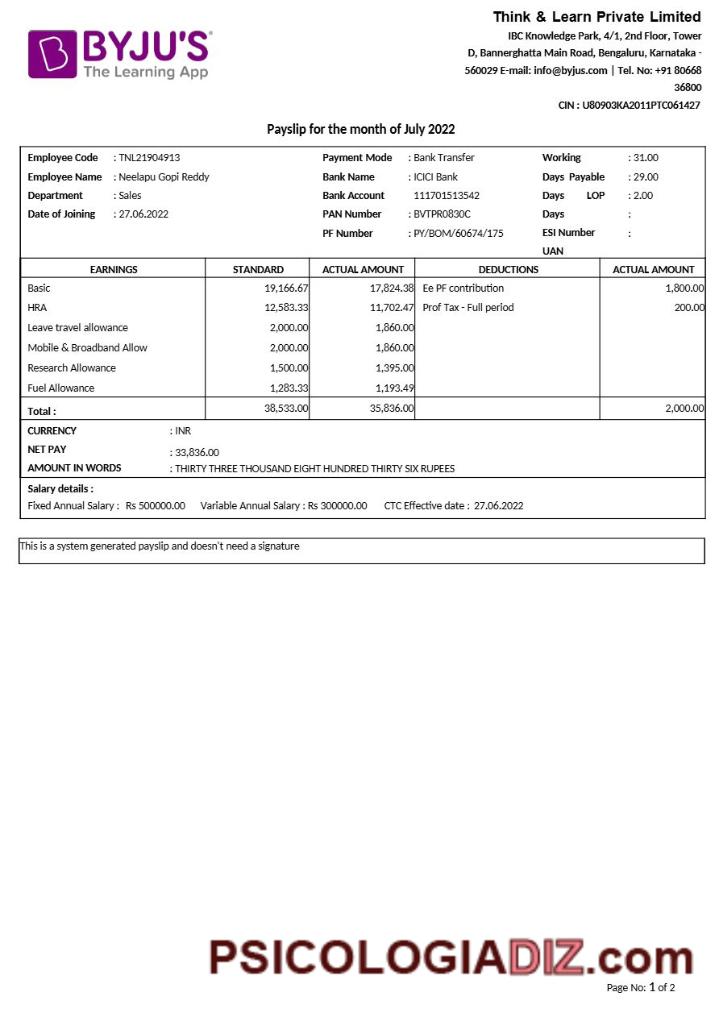 BYJU'S
The Learning App
Think & Learn Private Limited
IBC Knowledge Park, 4/1, 2nd Floor, Tower
D, Bannerghatta Main Road, Bengaluru, Karnataka -
560029 E-mail: info@byjus.com | Tel. No: +91 80668
36800
CIN : U80903KA2011PTC061427
Payslip for the month of July 2022
Employee Code : TNL21904913 Payment Mode : Bank Transfer Working : 31.00
Employee Name : Neelapu Gopi Reddy Bank Name : ICICI Bank Days Payable : 29.00
Department : Sales Bank Account 111701513542 Days LOP : 2.00
Date of Joining : 27.06.2022 PAN Number : BVTPR0830C Days :
PF Number : PY/BOM/60674/175 ESI Number :
UAN
EARNINGS STANDARD ACTUAL AMOUNT DEDUCTIONS ACTUAL AMOUNT
Basic 19,166.67 17,824.38 Ee PF contribution 1,800.00
HRA 12,583.33 11,702.47 Prof Tax - Full period 200.00
Leave travel allowance 2,000.00 1,860.00
Mobile & Broadband Allow 2,000.00 1,860.00
Research Allowance 1,500.00 1,395.00
Fuel Allowance 1,283.33 1,193.49
Total : 38,533.00 35,836.00 2,000.00
CURRENCY : INR
NET PAY : 33,836.00
AMOUNT IN WORDS : THIRTY THREE THOUSAND EIGHT HUNDRED THIRTY SIX RUPEES
Salary details :
Fixed Annual Salary : Rs 500000.00 Variable Annual Salary : Rs 300000.00 CTC Effective date : 27.06.2022
This is a system generated payslip and doesn't need a signature
PSICOLOGIADIZ.com
Page No: 1 of 2